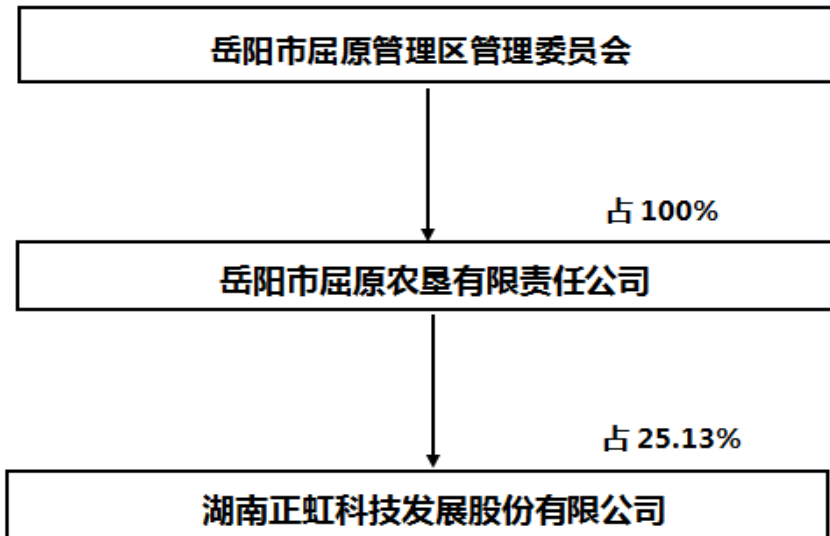 岳阳市屈原管理区管理委员会
占 100%
岳阳市屈原农垦有限责任公司
占 25.13%
湖南正虹科技发展股份有限公司